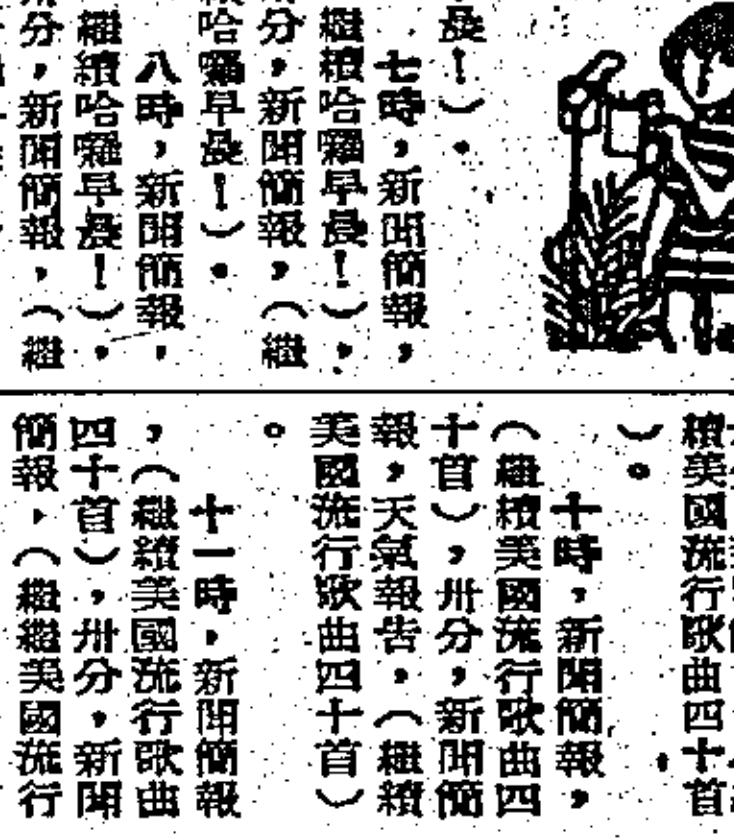 晨！）。
七時，新聞簡報，
繼續哈囉早晨！），
分，新聞簡報，（繼
哈囉早晨！）。
八時，新聞簡報，
繼續哈囉早晨！），
分，新聞簡報，（繼
續美國流行歌曲四十首
）。
十時，新聞簡報，
（繼續美國流行歌曲四
十首），卅分，新聞簡
報，天氣報告，（繼續
美國流行歌曲四十首）
。
十一時，新聞簡報
，（繼續美國流行歌曲
四十首），卅分，新聞
簡報，（繼繼美國流行